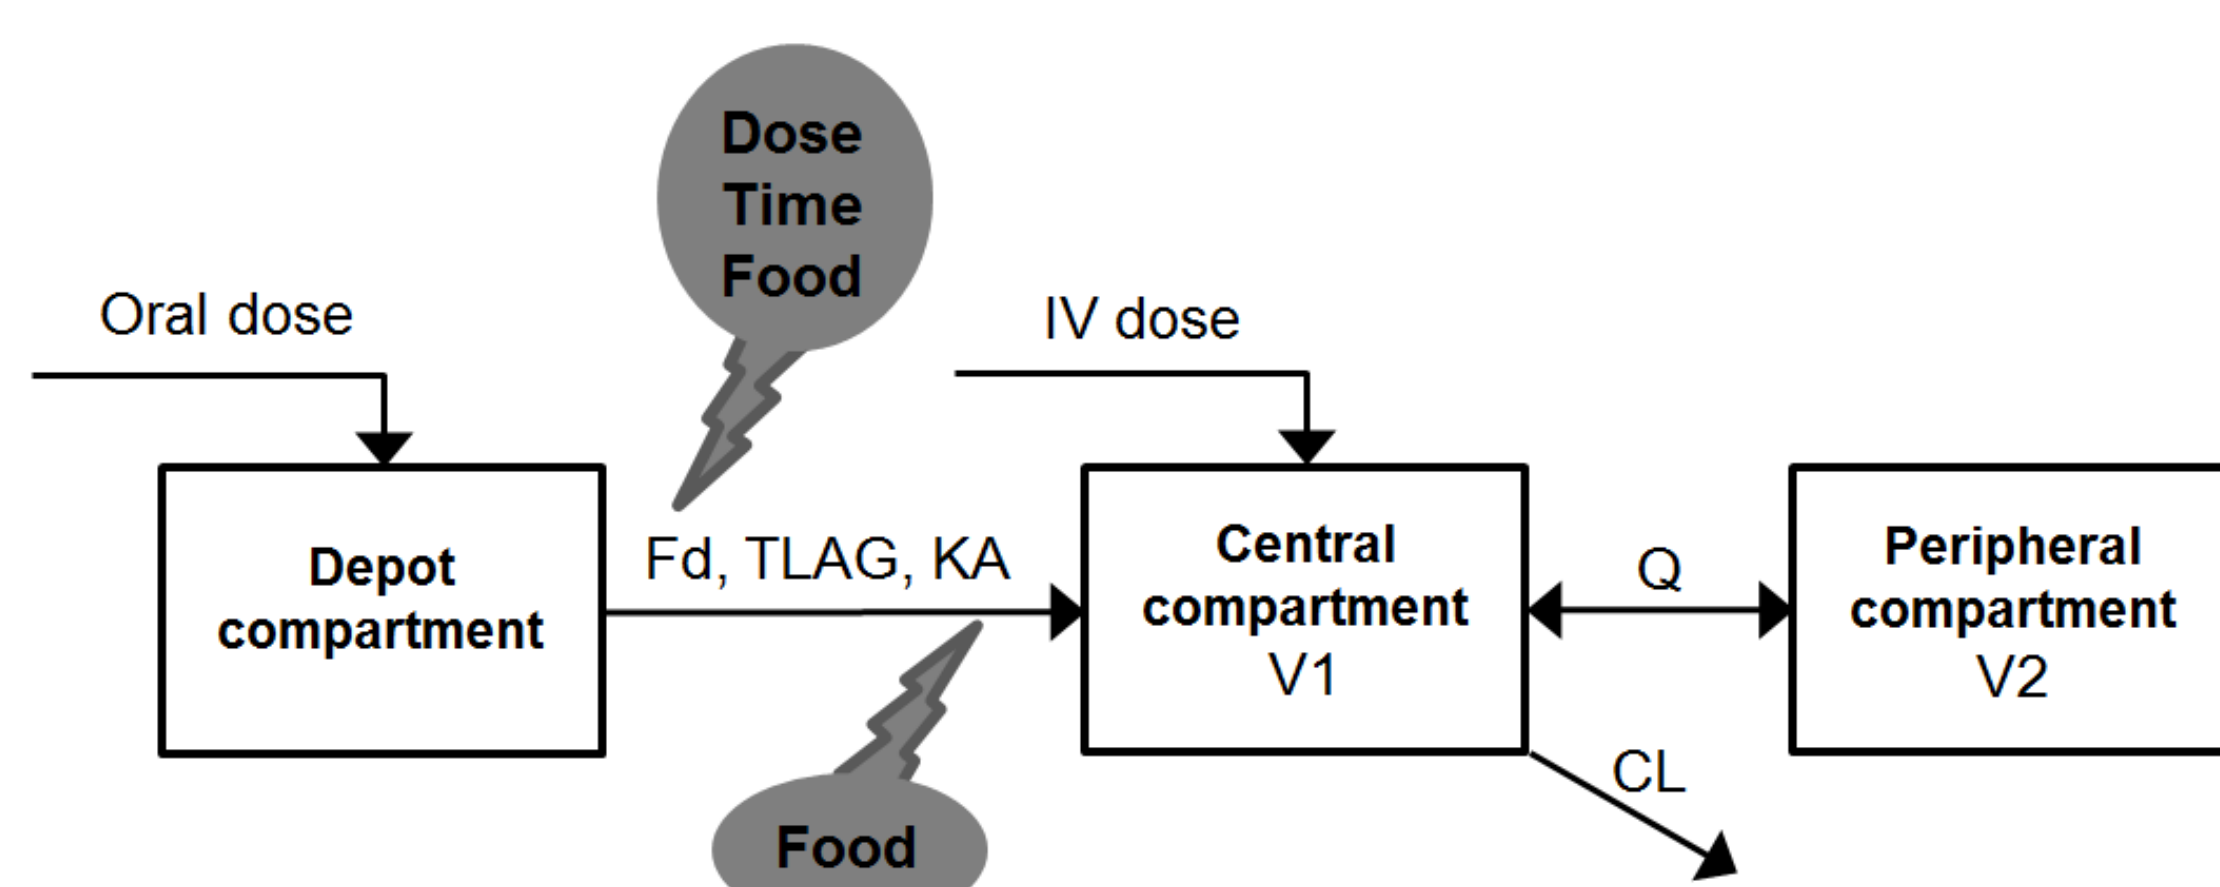 Dose
Time
Food
Oral dose
IV dose
Depot
compartment
Fd, TLAG, KA
Central
compartment
V1
Q
Peripheral
compartment
V2
CL
Food